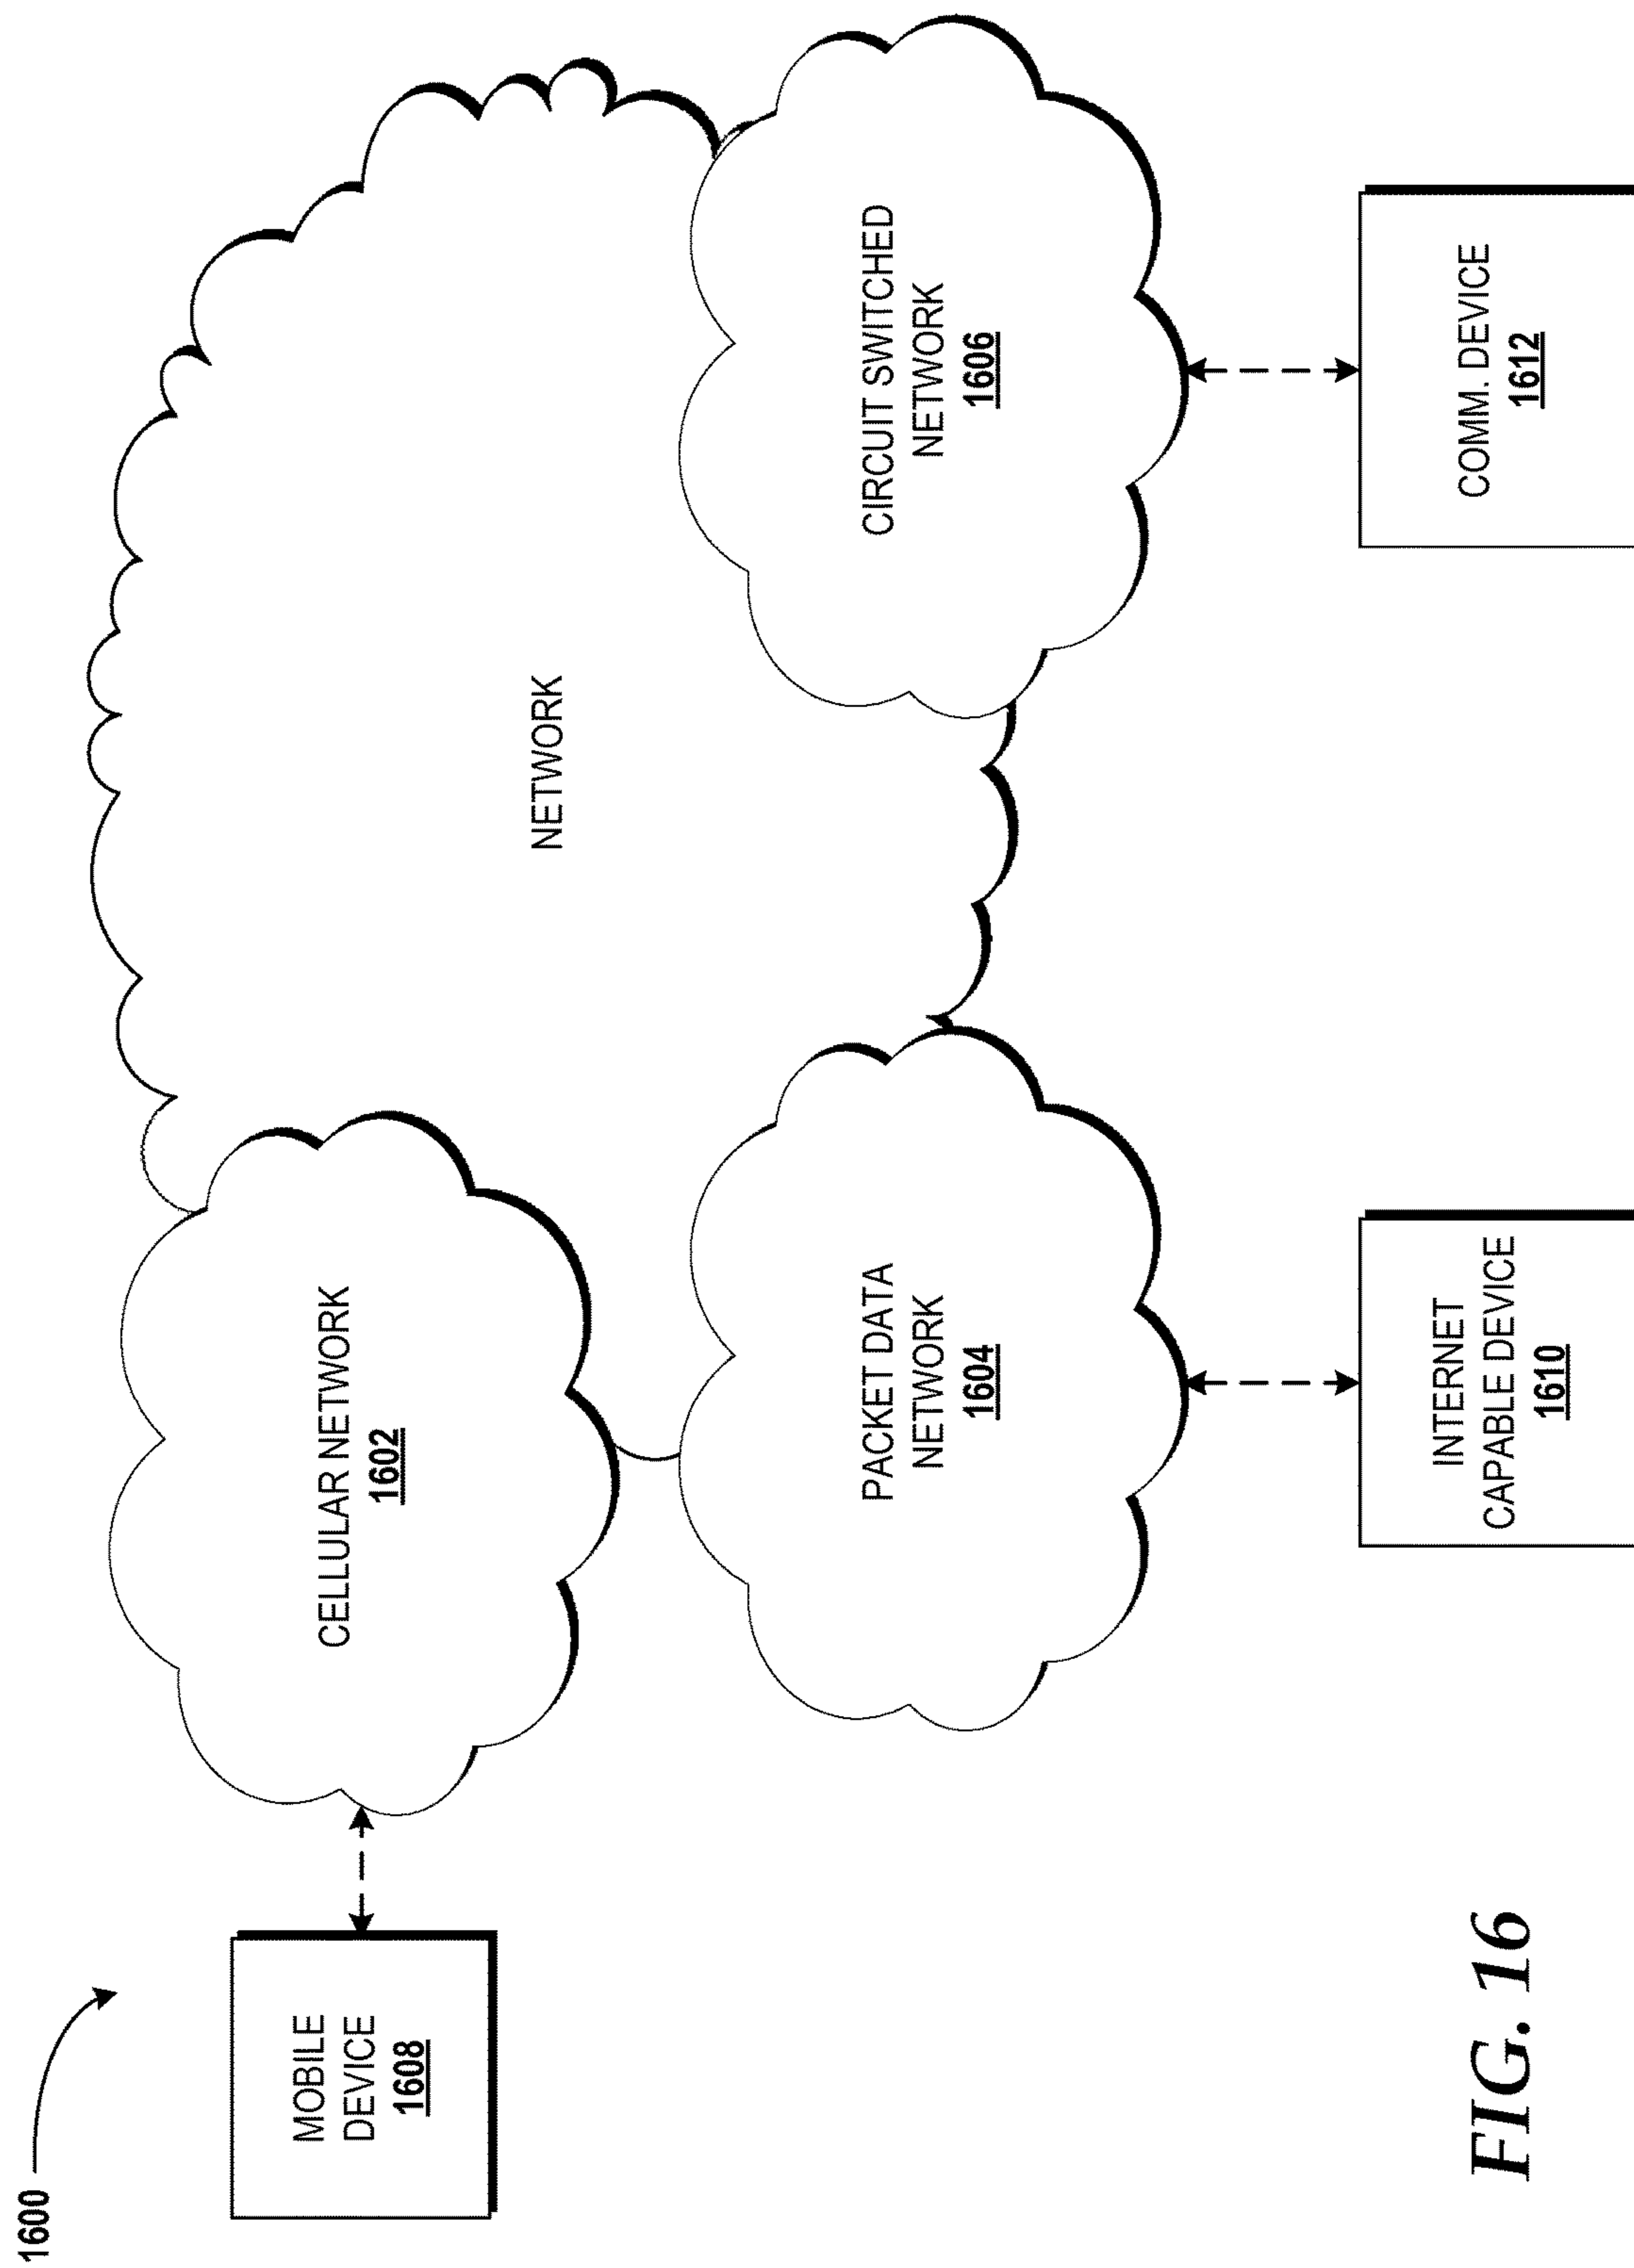 1600
MOBILE
DEVICE
1608
CELLULAR NETWORK
1602
NETWORK
PACKET DATA
NETWORK
1604
CIRCUIT SWITCHED
NETWORK
1606
INTERNET
CAPABLE DEVICE
1610
COMM. DEVICE
1612
FIG. 16